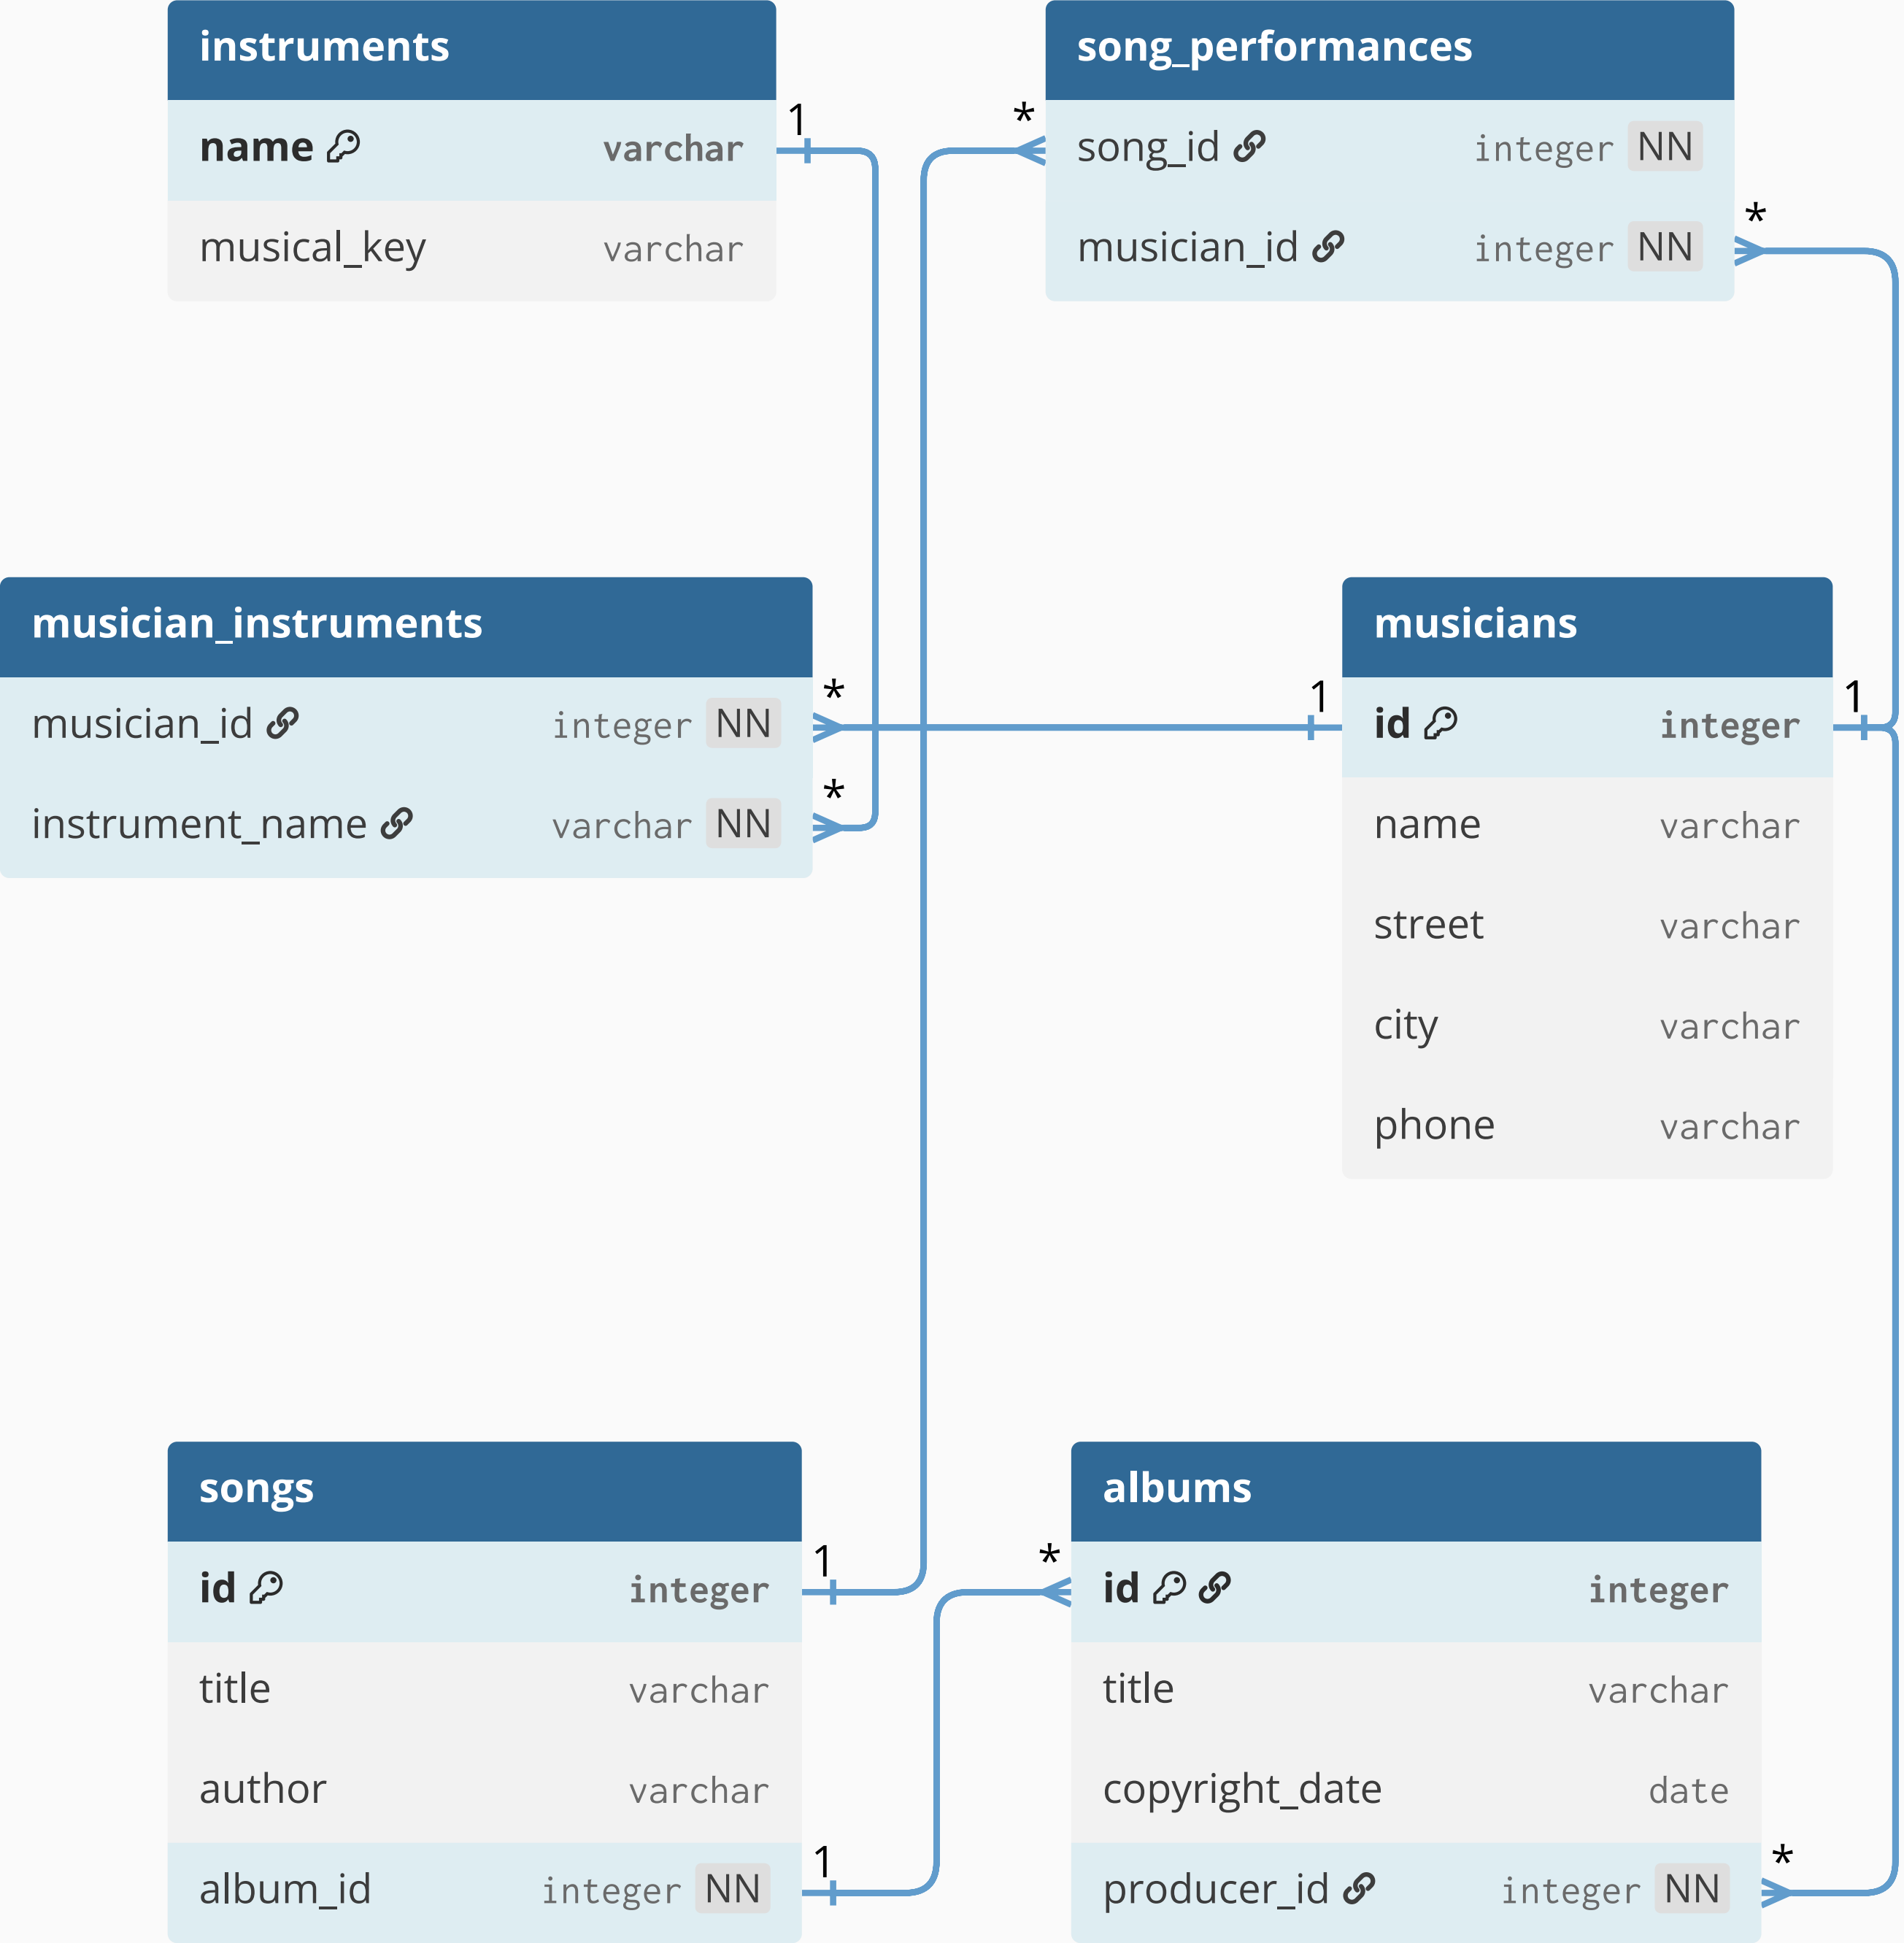 instruments
name varchar
musical_key varchar
1
song_performances
* song_id integer NN
musician_id integer NN *
musician_instruments
musician_id integer NN *
instrument_name varchar NN *
musicians
1 id integer 1
name varchar
street varchar
city varchar
phone varchar
songs
id integer 1
title varchar
author varchar
album_id integer NN 1
albums
* id integer
title varchar
copyright_date date
producer_id integer NN *